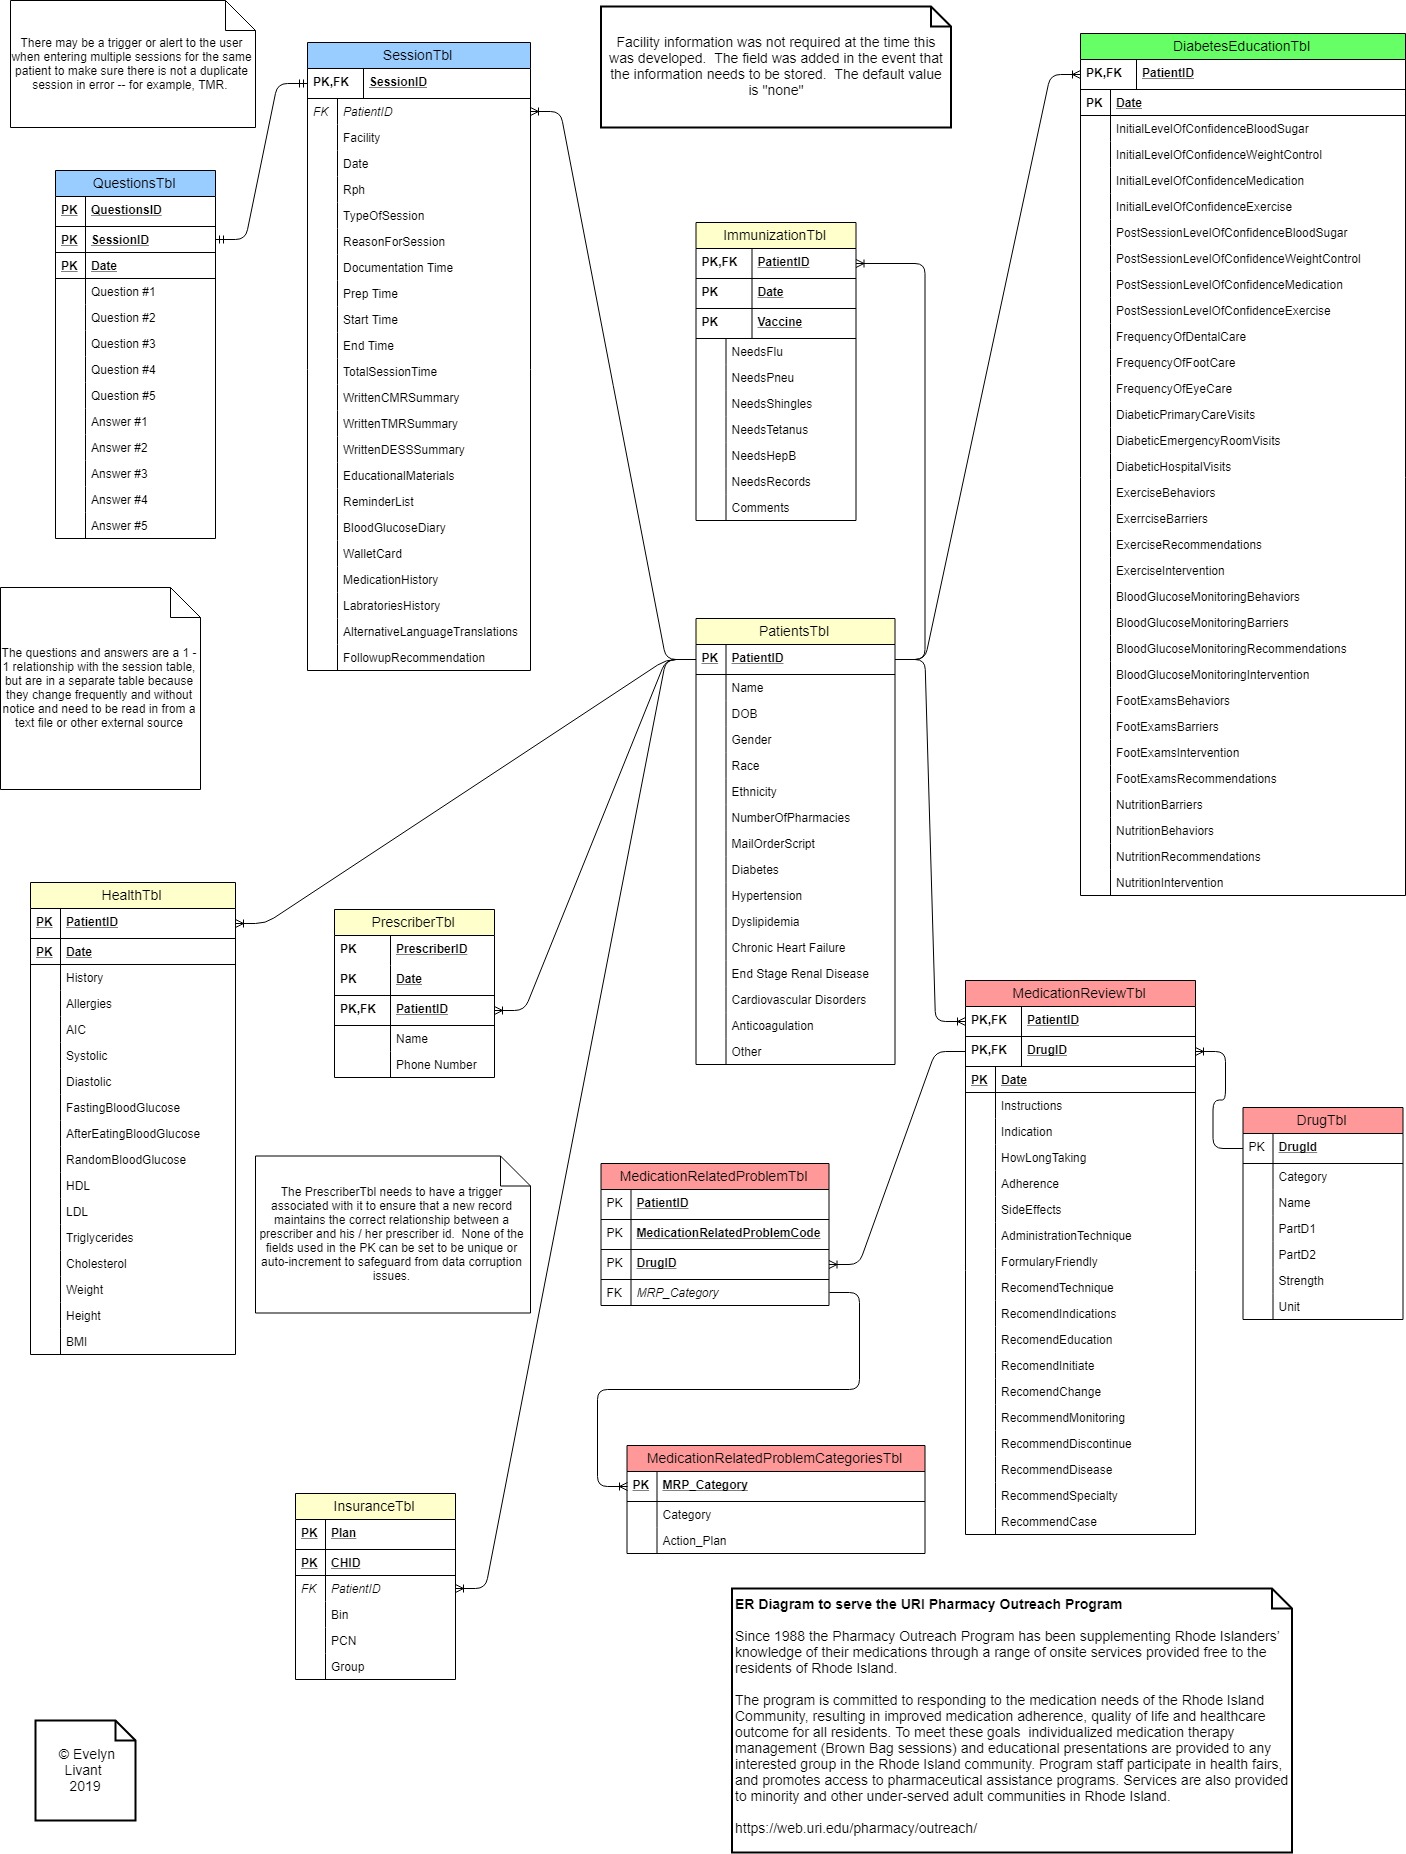 There may be a trigger or alert to the user
when entering multiple sessions for the same
patient to make sure there is not a duplicate
session in error -- for example, TMR.
SessionTbl
PK,FK SessionID
FK PatientID
Facility
Date
Rph
TypeOfSession
ReasonForSession
Documentation Time
Prep Time
Start Time
End Time
TotalSessionTime
WrittenCMRSummary
WrittenTMRSummary
WrittenDESSSummary
EducationalMaterials
ReminderList
BloodGlucoseDiary
WalletCard
MedicationHistory
LabratoriesHistory
AlternativeLanguageTranslations
FollowupRecommendation
Facility information was not required at the time this
was developed. The field was added in the event that
the information needs to be stored. The default value
is "none"
DiabetesEducationTbl
PK,FK PatientID
PK Date
InitialLevelOfConfidenceBloodSugar
InitialLevelOfConfidenceWeightControl
InitialLevelOfConfidenceMedication
InitialLevelOfConfidenceExercise
PostSessionLevelOfConfidenceBloodSugar
PostSessionLevelOfConfidenceWeightControl
PostSessionLevelOfConfidenceMedication
PostSessionLevelOfConfidenceExercise
FrequencyOfDentalCare
FrequencyOfFootCare
FrequencyOfEyeCare
DiabeticPrimaryCareVisits
DiabeticEmergencyRoomVisits
DiabeticHospitalVisits
ExerciseBehaviors
ExerrciseBarriers
ExerciseRecommendations
ExerciseIntervention
BloodGlucoseMonitoringBehaviors
BloodGlucoseMonitoringBarriers
BloodGlucoseMonitoringRecommendations
BloodGlucoseMonitoringIntervention
FootExamsBehaviors
FootExamsBarriers
FootExamsIntervention
FootExamsRecommendations
NutritionBarriers
NutritionBehaviors
NutritionRecommendations
NutritionIntervention
QuestionsTbl
PK QuestionsID
PK SessionID
PK Date
Question #1
Question #2
Question #3
Question #4
Question #5
Answer #1
Answer #2
Answer #3
Answer #4
Answer #5
ImmunizationTbl
PK,FK PatientID
PK Date
PK Vaccine
NeedsFlu
NeedsPneu
NeedsShingles
NeedsTetanus
NeedsHepB
NeedsRecords
Comments
The questions and answers are a 1 -
1 relationship with the session table,
but are in a separate table because
they change frequently and without
notice and need to be read in from a
text file or other external source
PatientsTbl
PK PatientID
Name
DOB
Gender
Race
Ethnicity
NumberOfPharmacies
MailOrderScript
Diabetes
Hypertension
Dyslipidemia
Chronic Heart Failure
End Stage Renal Disease
Cardiovascular Disorders
Anticoagulation
Other
HealthTbl
PK PatientID
PK Date
History
Allergies
AIC
Systolic
Diastolic
FastingBloodGlucose
AfterEatingBloodGlucose
RandomBloodGlucose
HDL
LDL
Triglycerides
Cholesterol
Weight
Height
BMI
PrescriberTbl
PK PrescriberID
PK Date
PK,FK PatientID
Name
Phone Number
MedicationReviewTbl
PK,FK PatientID
PK,FK DrugID
PK Date
Instructions
Indication
HowLongTaking
Adherence
SideEffects
AdministrationTechnique
FormularyFriendly
RecomendTechnique
RecomendIndications
RecomendEducation
RecomendInitiate
RecomendChange
RecommendMonitoring
RecommendDiscontinue
RecommendDisease
RecommendSpecialty
RecommendCase
DrugTbl
PK DrugId
Category
Name
PartD1
PartD2
Strength
Unit
The PrescriberTbl needs to have a trigger
associated with it to ensure that a new record
maintains the correct relationship between a
prescriber and his / her prescriber id. None of the
fields used in the PK can be set to be unique or
auto-increment to safeguard from data corruption
issues.
MedicationRelatedProblemTbl
PK PatientID
PK MedicationRelatedProblemCode
PK DrugID
FK MRP_Category
MedicationRelatedProblemCategoriesTbl
PK MRP_Category
Category
Action_Plan
InsuranceTbl
PK Plan
PK CHID
FK PatientID
Bin
PCN
Group
ER Diagram to serve the URI Pharmacy Outreach Program
Since 1988 the Pharmacy Outreach Program has been supplementing Rhode Islanders’
knowledge of their medications through a range of onsite services provided free to the
residents of Rhode Island.
The program is committed to responding to the medication needs of the Rhode Island
Community, resulting in improved medication adherence, quality of life and healthcare
outcome for all residents. To meet these goals individualized medication therapy
management (Brown Bag sessions) and educational presentations are provided to any
interested group in the Rhode Island community. Program staff participate in health fairs,
and promotes access to pharmaceutical assistance programs. Services are also provided
to minority and other under-served adult communities in Rhode Island.
https://web.uri.edu/pharmacy/outreach/
© Evelyn
Livant
2019